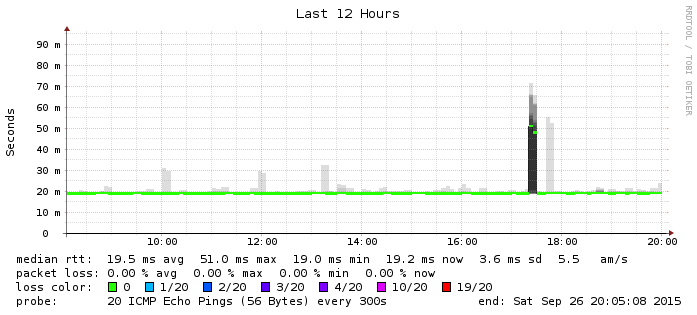 Last 12 Hours
RRDTOOL / TOBI OETIKER
Seconds
90 m
80 m
70 m
60 m
50 m
40 m
30 m
20 m
10 m
0
10:00 12:00 14:00 16:00 18:00 20:00
median rtt: 19.5 ms avg 51.0 ms max 19.0 ms min 19.2 ms now 3.6 ms sd 5.5 am/s
packet loss: 0.00 % avg 0.00 % max 0.00 % min 0.00 % now
loss color: 0 1/20 2/20 3/20 4/20 10/20 19/20
probe: 20 ICMP Echo Pings (56 Bytes) every 300s end: Sat Sep 26 20:05:08 2015